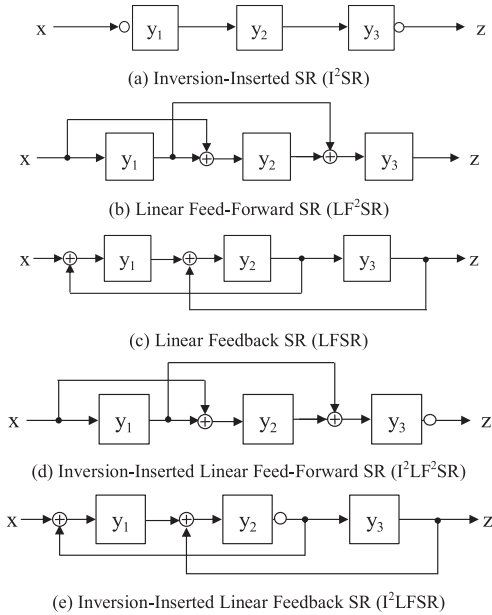 x y₁ y₂ y₃ z
(a) Inversion-Inserted SR (I²SR)
x y₁ + y₂ + y₃ z
(b) Linear Feed-Forward SR (LF²SR)
x + y₁ + y₂ y₃ z
(c) Linear Feedback SR (LFSR)
x y₁ + y₂ + y₃ z
(d) Inversion-Inserted Linear Feed-Forward SR (I²LF²SR)
x + y₁ + y₂ y₃ z
(e) Inversion-Inserted Linear Feedback SR (I²LFSR)